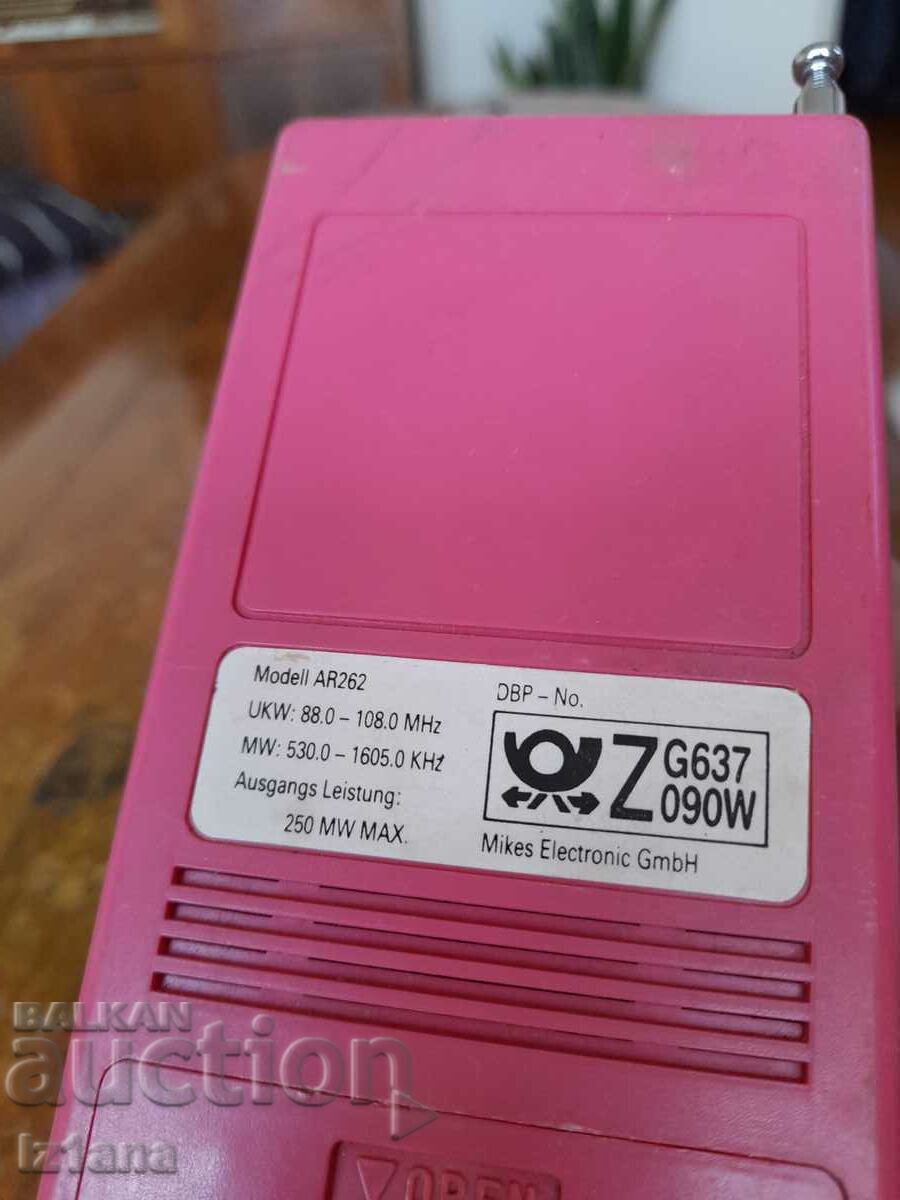 Modell AR262
UKW: 88.0 – 108.0 MHz
MW: 530.0 – 1605.0 KHz
Ausgangs Leistung:
250 MW MAX.
DBP – No.
Z G637
090W
Mikes Electronic GmbH
OPEN
BALKAN
auction
iz1ana